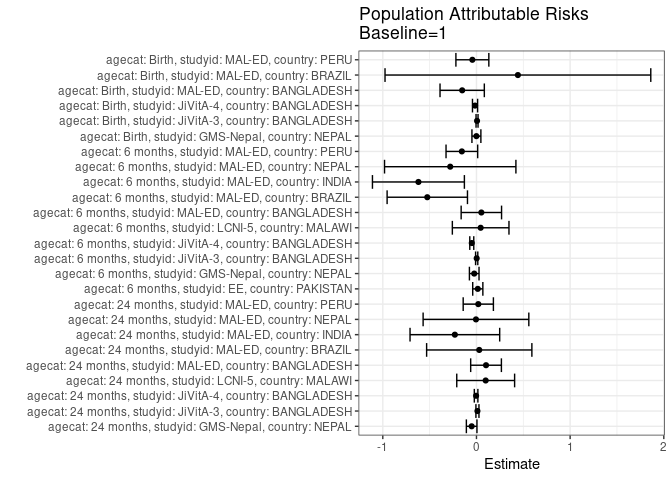 Population Attributable Risks
Baseline=1
agecat: Birth, studyid: MAL-ED, country: PERU
agecat: Birth, studyid: MAL-ED, country: BRAZIL
agecat: Birth, studyid: MAL-ED, country: BANGLADESH
agecat: Birth, studyid: JiVitA-4, country: BANGLADESH
agecat: Birth, studyid: JiVitA-3, country: BANGLADESH
agecat: Birth, studyid: GMS-Nepal, country: NEPAL
agecat: 6 months, studyid: MAL-ED, country: PERU
agecat: 6 months, studyid: MAL-ED, country: NEPAL
agecat: 6 months, studyid: MAL-ED, country: INDIA
agecat: 6 months, studyid: MAL-ED, country: BRAZIL
agecat: 6 months, studyid: MAL-ED, country: BANGLADESH
agecat: 6 months, studyid: LCNI-5, country: MALAWI
agecat: 6 months, studyid: JiVitA-4, country: BANGLADESH
agecat: 6 months, studyid: JiVitA-3, country: BANGLADESH
agecat: 6 months, studyid: GMS-Nepal, country: NEPAL
agecat: 6 months, studyid: EE, country: PAKISTAN
agecat: 24 months, studyid: MAL-ED, country: PERU
agecat: 24 months, studyid: MAL-ED, country: NEPAL
agecat: 24 months, studyid: MAL-ED, country: INDIA
agecat: 24 months, studyid: MAL-ED, country: BRAZIL
agecat: 24 months, studyid: MAL-ED, country: BANGLADESH
agecat: 24 months, studyid: LCNI-5, country: MALAWI
agecat: 24 months, studyid: JiVitA-4, country: BANGLADESH
agecat: 24 months, studyid: JiVitA-3, country: BANGLADESH
agecat: 24 months, studyid: GMS-Nepal, country: NEPAL
-1 0 1 2
Estimate